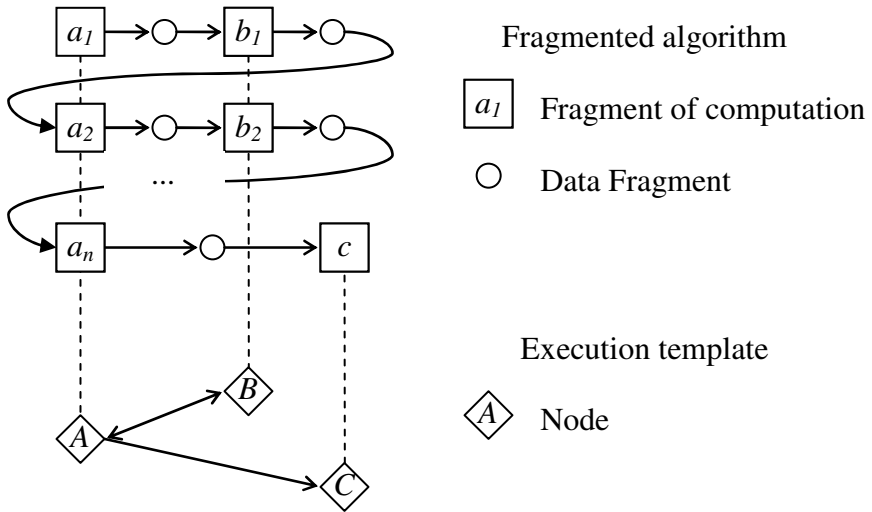 a1 b1
Fragmented algorithm
a1 Fragment of computation
a2 b2
Data Fragment
...
an c
Execution template
B
A
A Node
C